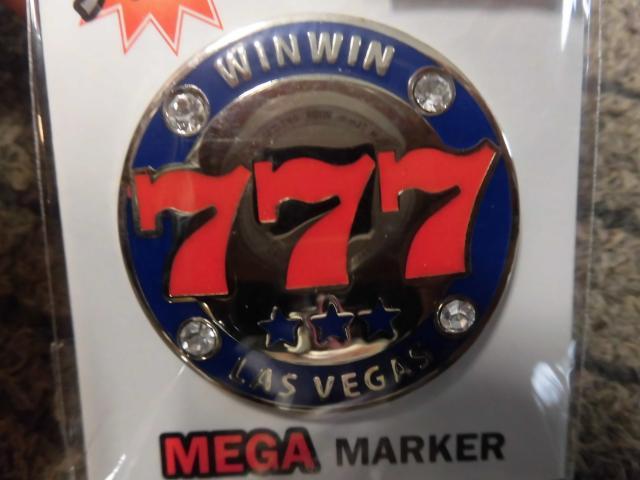 WINWIN
777
LAS VEGAS
MEGA MARKER